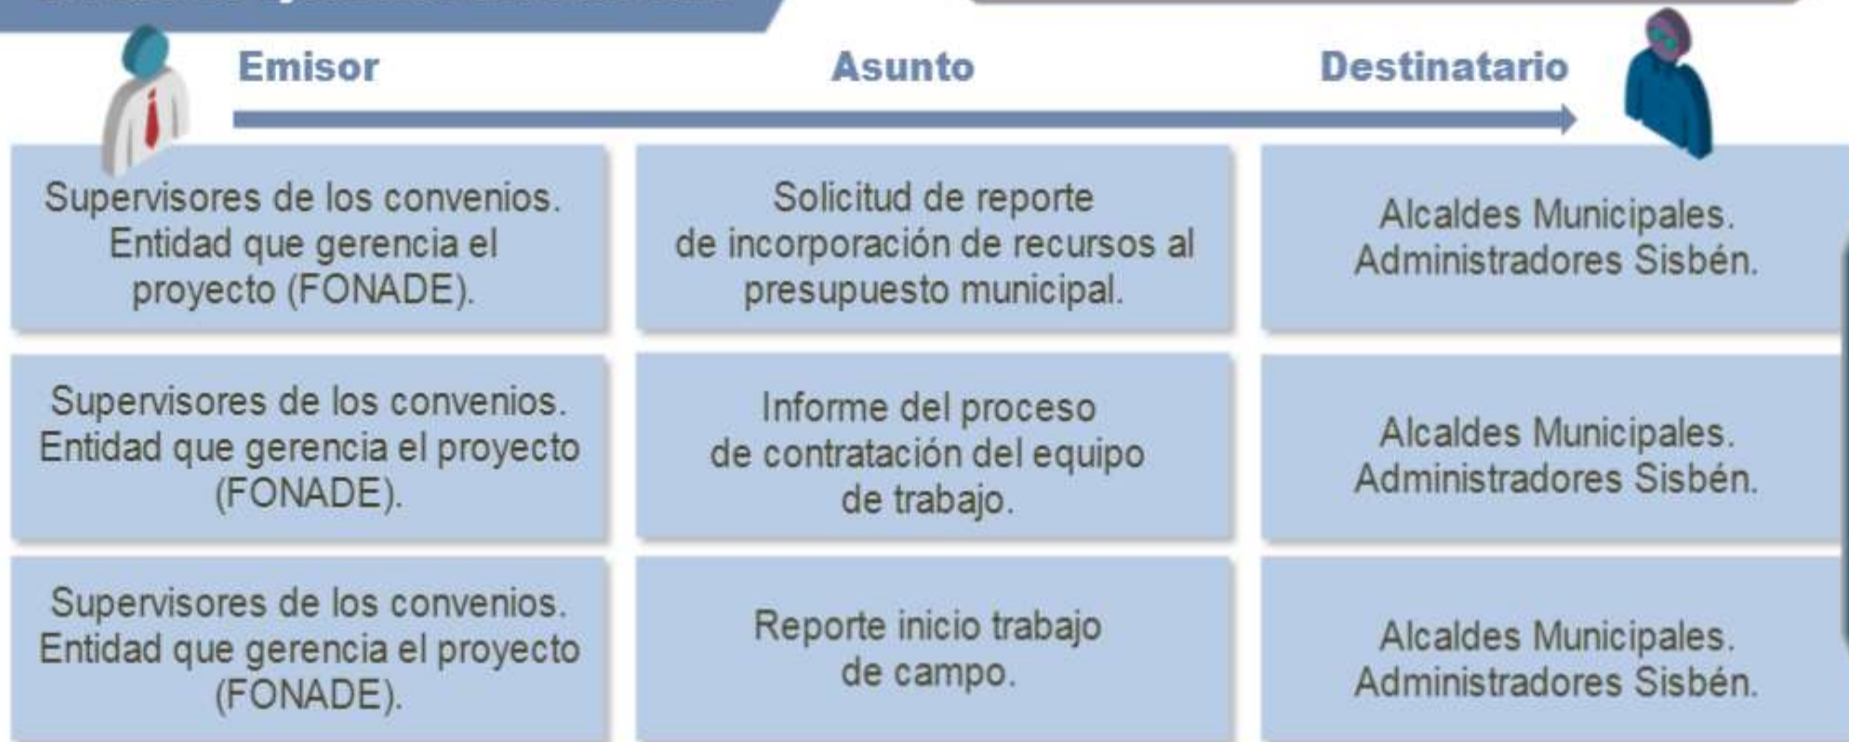 Emisor
Asunto
Destinatario
Supervisores de los convenios.
Entidad que gerencia el
proyecto (FONADE).
Solicitud de reporte
de incorporación de recursos al
presupuesto municipal.
Alcaldes Municipales.
Administradores Sisbén.
Supervisores de los convenios.
Entidad que gerencia el proyecto
(FONADE).
Informe del proceso
de contratación del equipo
de trabajo.
Alcaldes Municipales.
Administradores Sisbén.
Supervisores de los convenios.
Entidad que gerencia el proyecto
(FONADE).
Reporte inicio trabajo
de campo.
Alcaldes Municipales.
Administradores Sisbén.